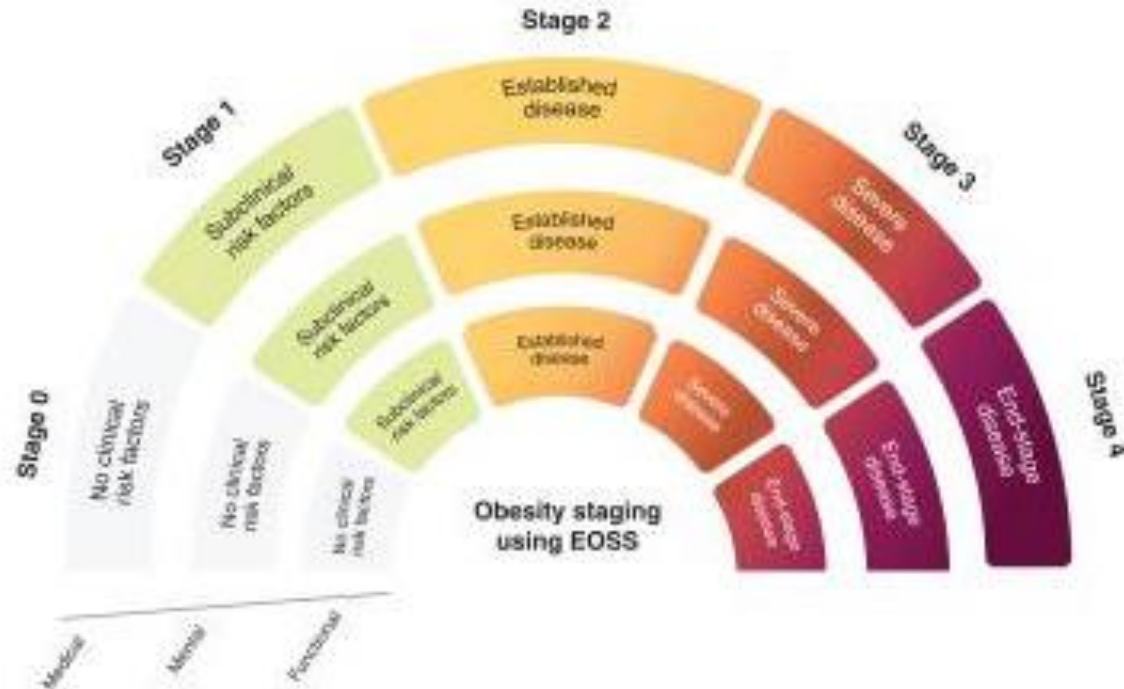 Stage 2
Stage 1
Stage 3
Stage 0
Stage 4
No clinical
risk factors
Subclinical
risk factors
Established
disease
Severe
disease
End-stage
disease
No clinical
risk factors
Subclinical
risk factors
Established
disease
Severe
disease
End-stage
disease
No clinical
risk factors
Subclinical
risk factors
Established
disease
Severe
disease
End-stage
disease
Obesity staging
using EOSS
Medical
Mental
Functional